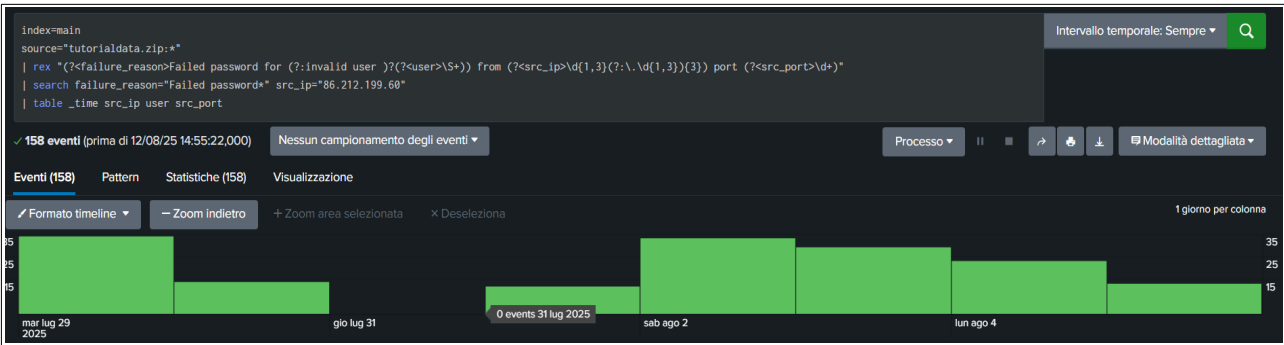 index=main
source="tutorialdata.zip:*"
| rex "(?<failure_reason>Failed password for (?:invalid user )?(?<user>\S+)) from (?<src_ip>\d{1,3}(?:\.\d{1,3}){3}) port (?<src_port>\d+)"
| search failure_reason="Failed password*" src_ip="86.212.199.60"
| table _time src_ip user src_port
Intervallo temporale: Sempre
✓ 158 eventi (prima di 12/08/25 14:55:22,000)
Nessun campionamento degli eventi
Processo
Modalità dettagliata
Eventi (158) Pattern Statistiche (158) Visualizzazione
Formato timeline
— Zoom indietro
+ Zoom area selezionata
× Deseleziona
1 giorno per colonna
35 35
25 25
15 15
0 events 31 lug 2025
mar lug 29 gio lug 31 sab ago 2 lun ago 4
2025